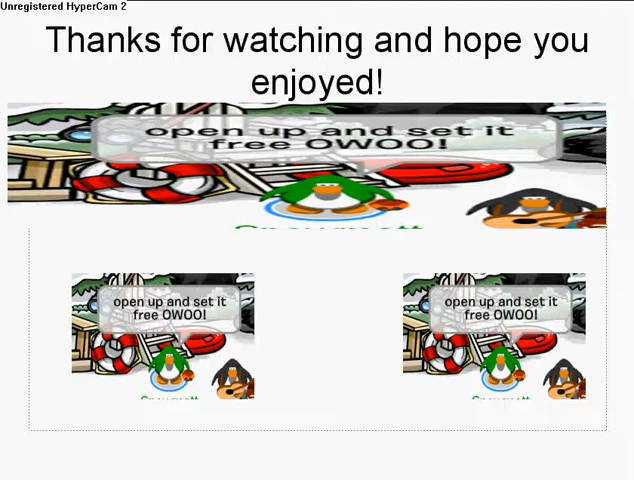 Unregistered HyperCam 2
Thanks for watching and hope you
enjoyed!
open up and set it
free OWOO!
open up and set it
free OWOO!
open up and set it
free OWOO!